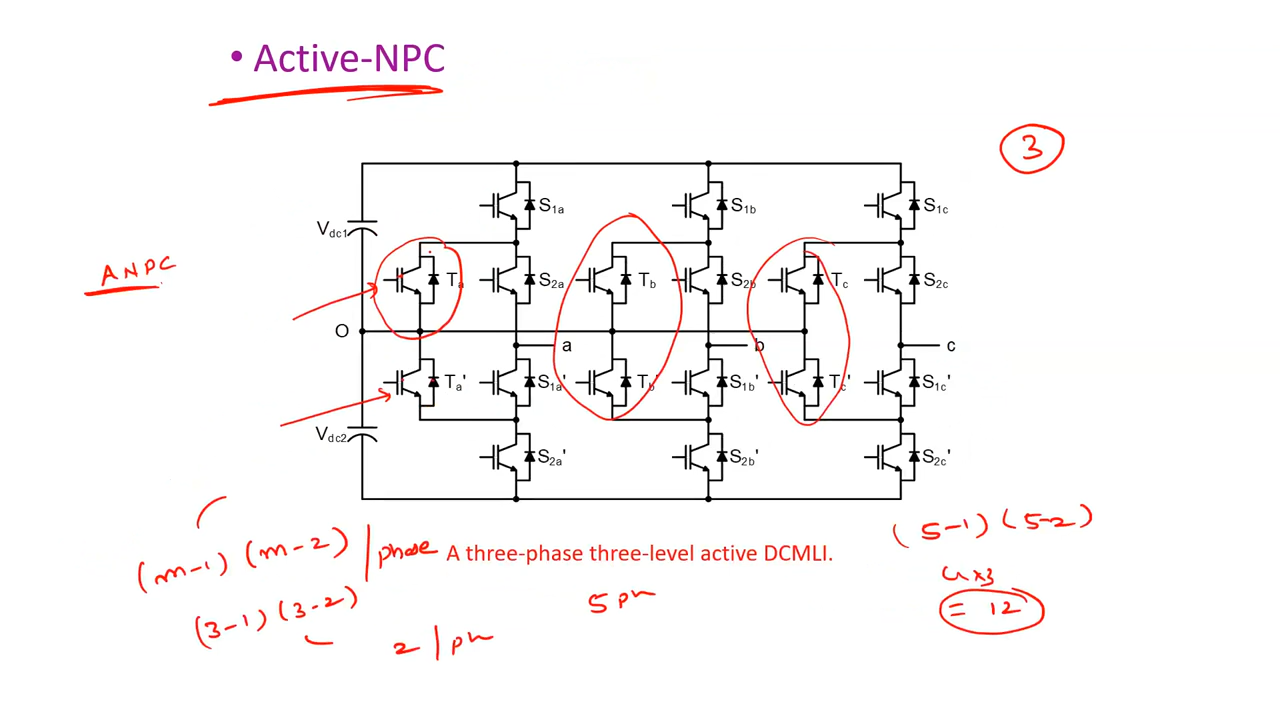 • Active-NPC
3
S1a S1b S1c
Vdc1
ANPC
Ta S2a Tb S2b Tc S2c
O
a b c
Ta' S1a' Tb' S1b' Tc' S1c'
Vdc2
S2a' S2b' S2c'
(m-1) (m-2) / phase
(5-1) (5-2)
A three-phase three-level active DCMLI.
4x3
(3-1) (3-2)
5 ph
= 12
2 / ph